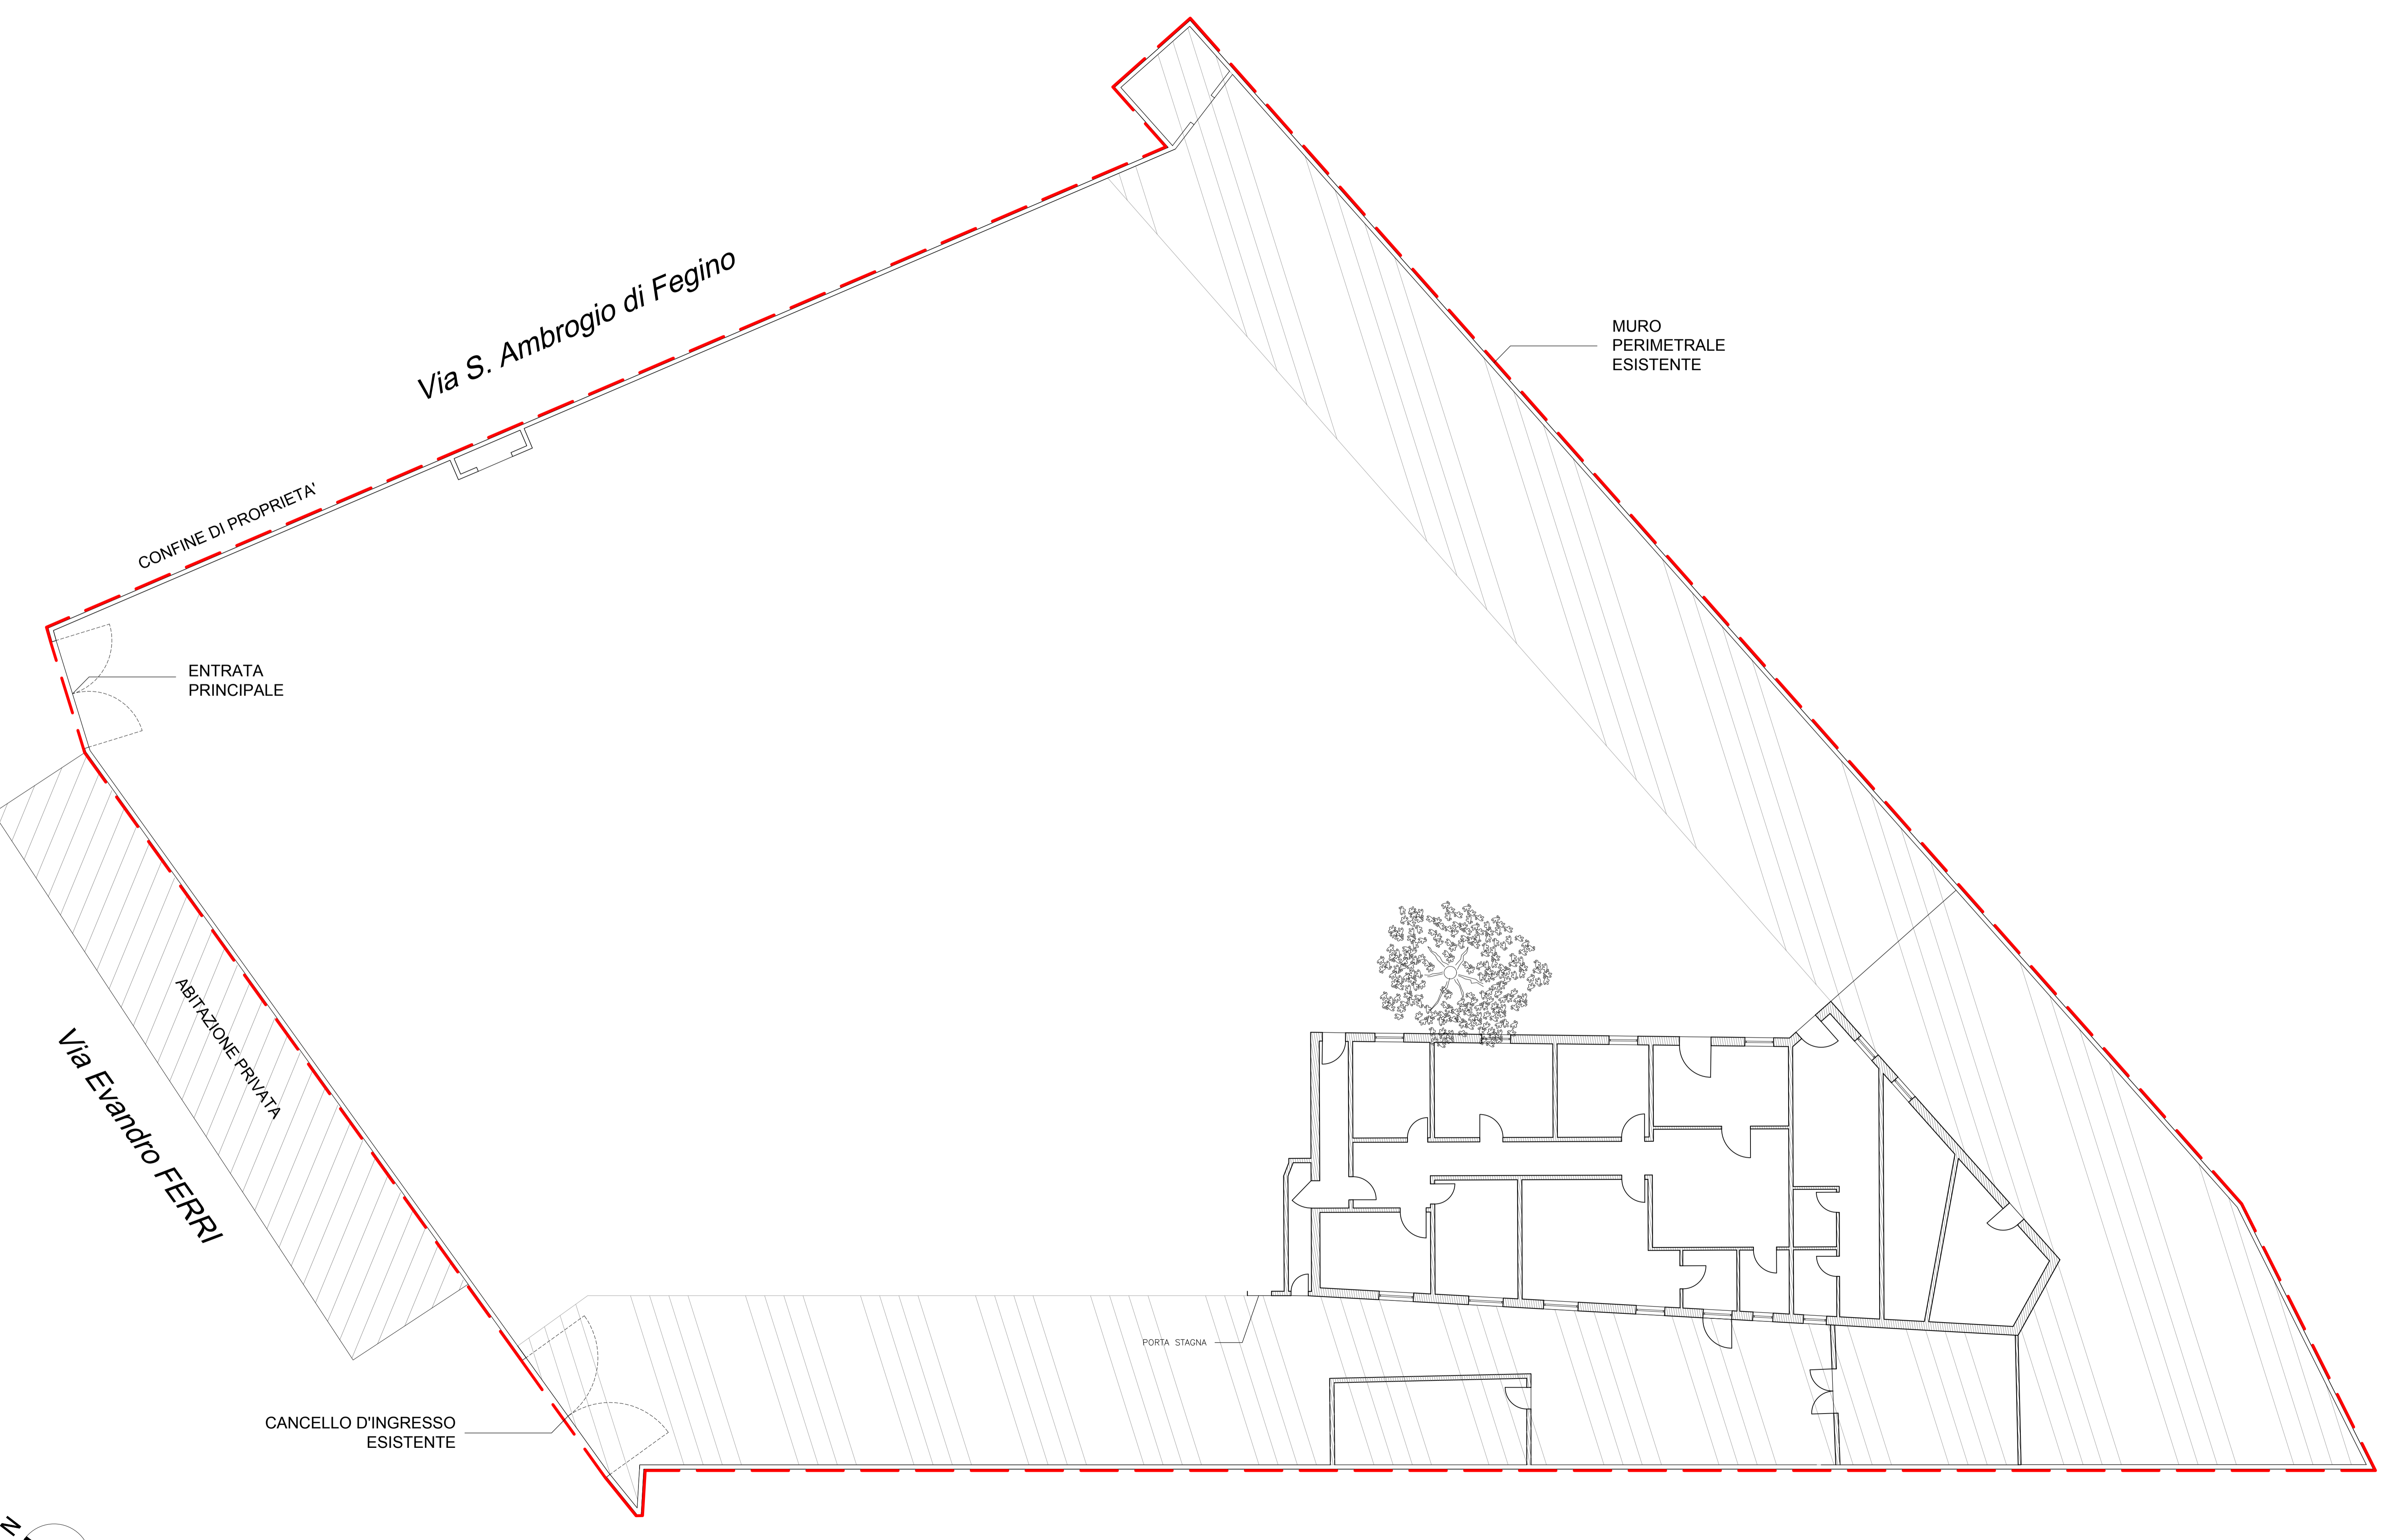 Via S. Ambrogio di Fegino
MURO
PERIMETRALE
ESISTENTE
CONFINE DI PROPRIETA'
ENTRATA
PRINCIPALE
ABITAZIONE PRIVATA
Via Evandro FERRI
PORTA STAGNA
CANCELLO D'INGRESSO
ESISTENTE
N